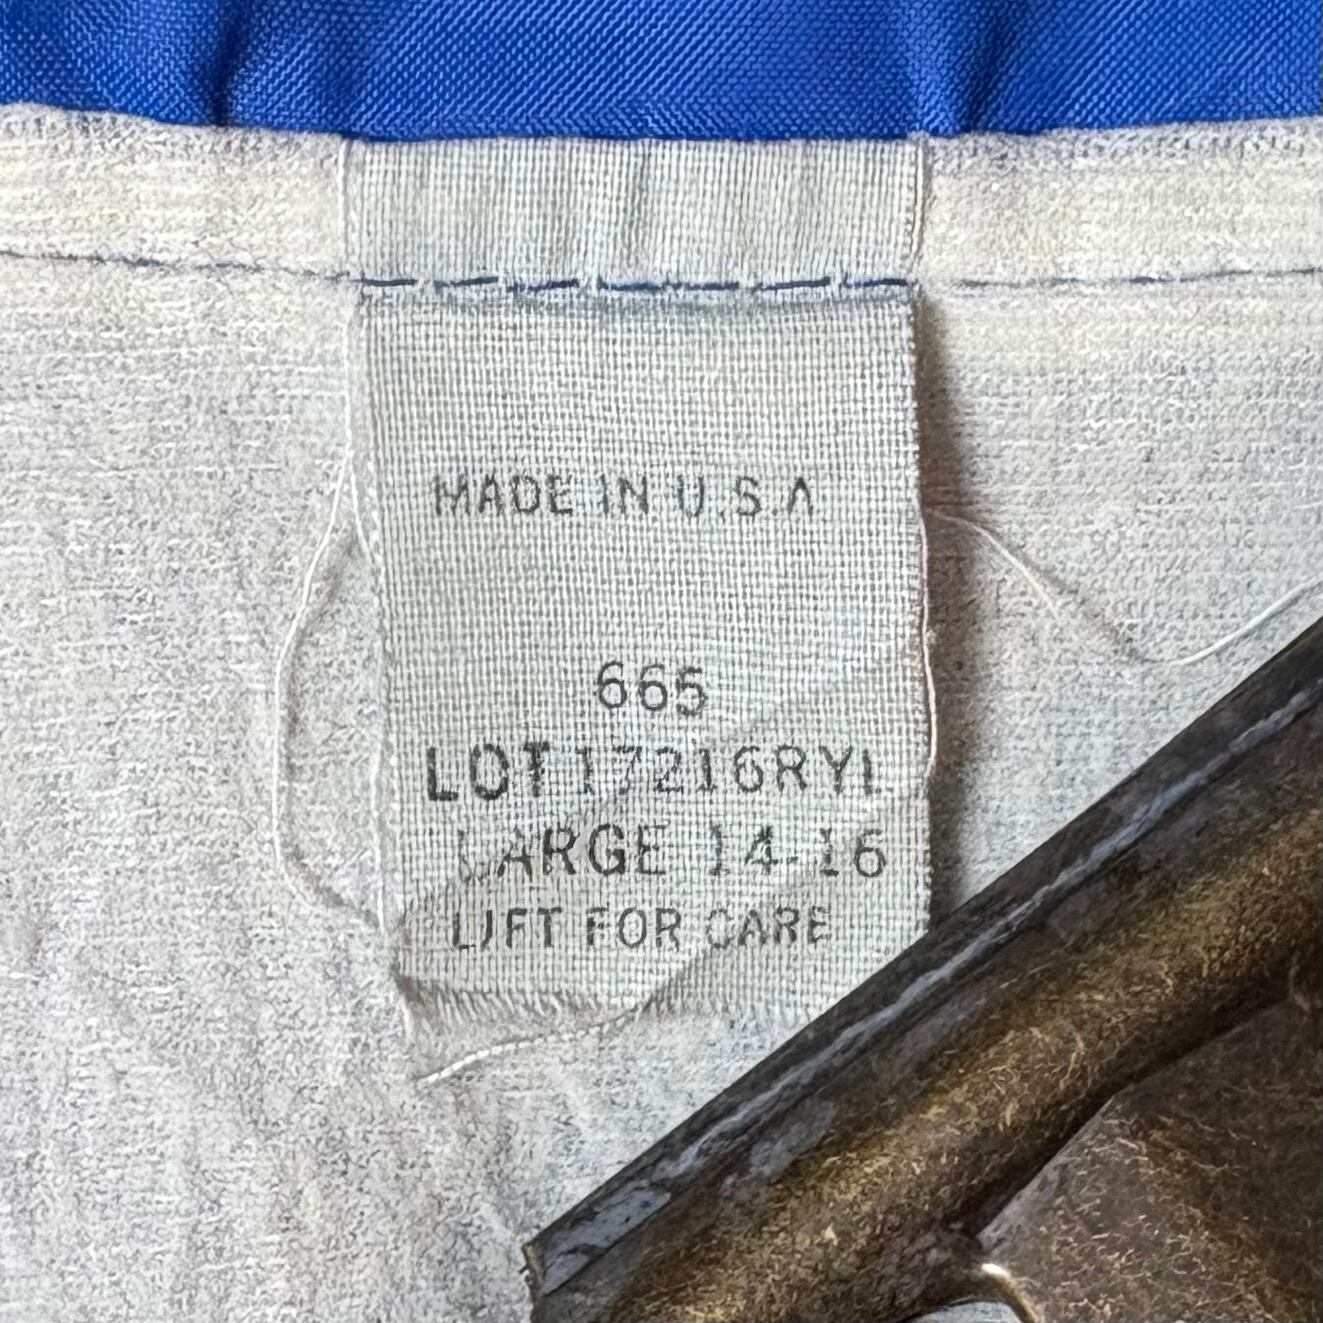 MADE IN U.S.A.
665
LOT 17216RYL
LARGE 14-16
LIFT FOR CARE